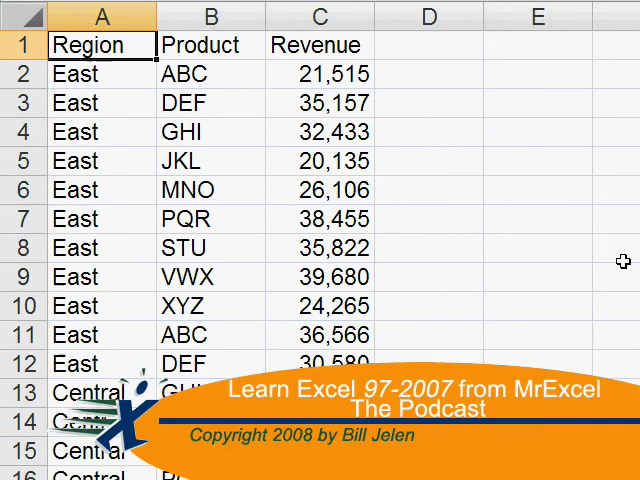 A B C D E
1 Region Product Revenue
2 East ABC 21,515
3 East DEF 35,157
4 East GHI 32,433
5 East JKL 20,135
6 East MNO 26,106
7 East PQR 38,455
8 East STU 35,822
9 East VWX 39,680
10 East XYZ 24,265
11 East ABC 36,566
12 East DEF 30,580
13 Central
14
15 Central
16 Central
Learn Excel 97-2007 from MrExcel
The Podcast
Copyright 2008 by Bill Jelen